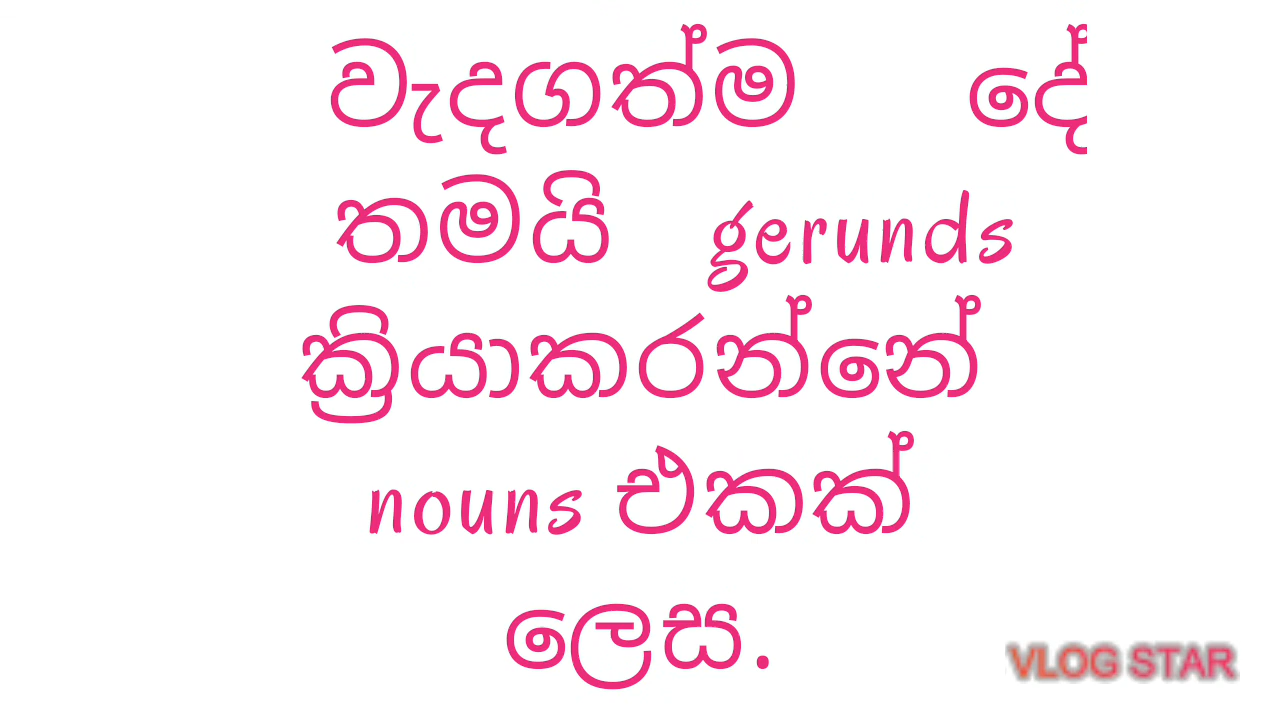 වැදගත්ම දේ
තමයි gerunds
ක්‍රියාකරන්නේ
nouns එකක්
ලෙස.
VLOG STAR